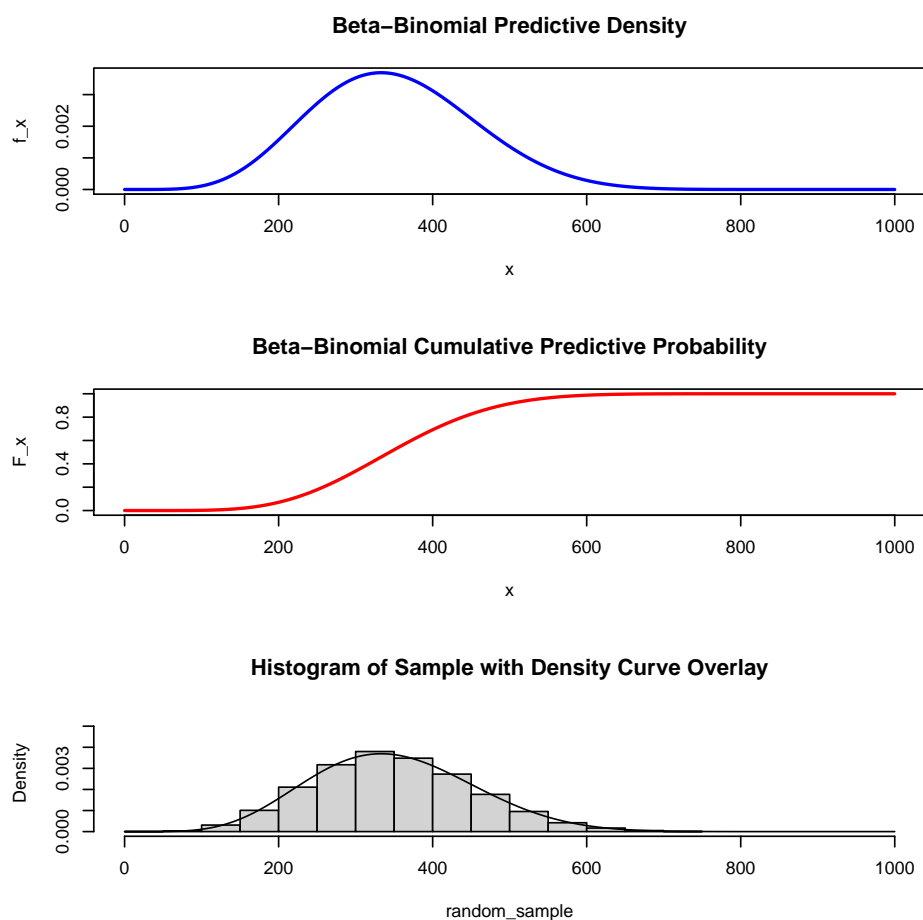 Beta−Binomial Predictive Density
f_x
0.000 0.002
0 200 400 600 800 1000
x
Beta−Binomial Cumulative Predictive Probability
F_x
0.0 0.4 0.8
0 200 400 600 800 1000
x
Histogram of Sample with Density Curve Overlay
Density
0.000 0.003
0 200 400 600 800 1000
random_sample